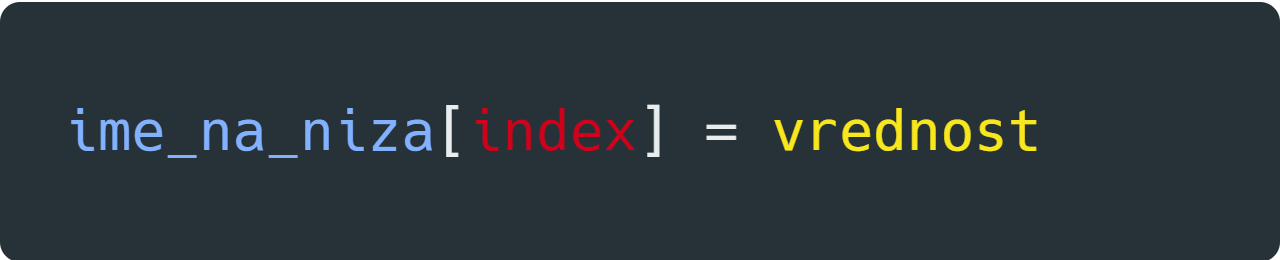 ime_na_niza[index] = vrednost